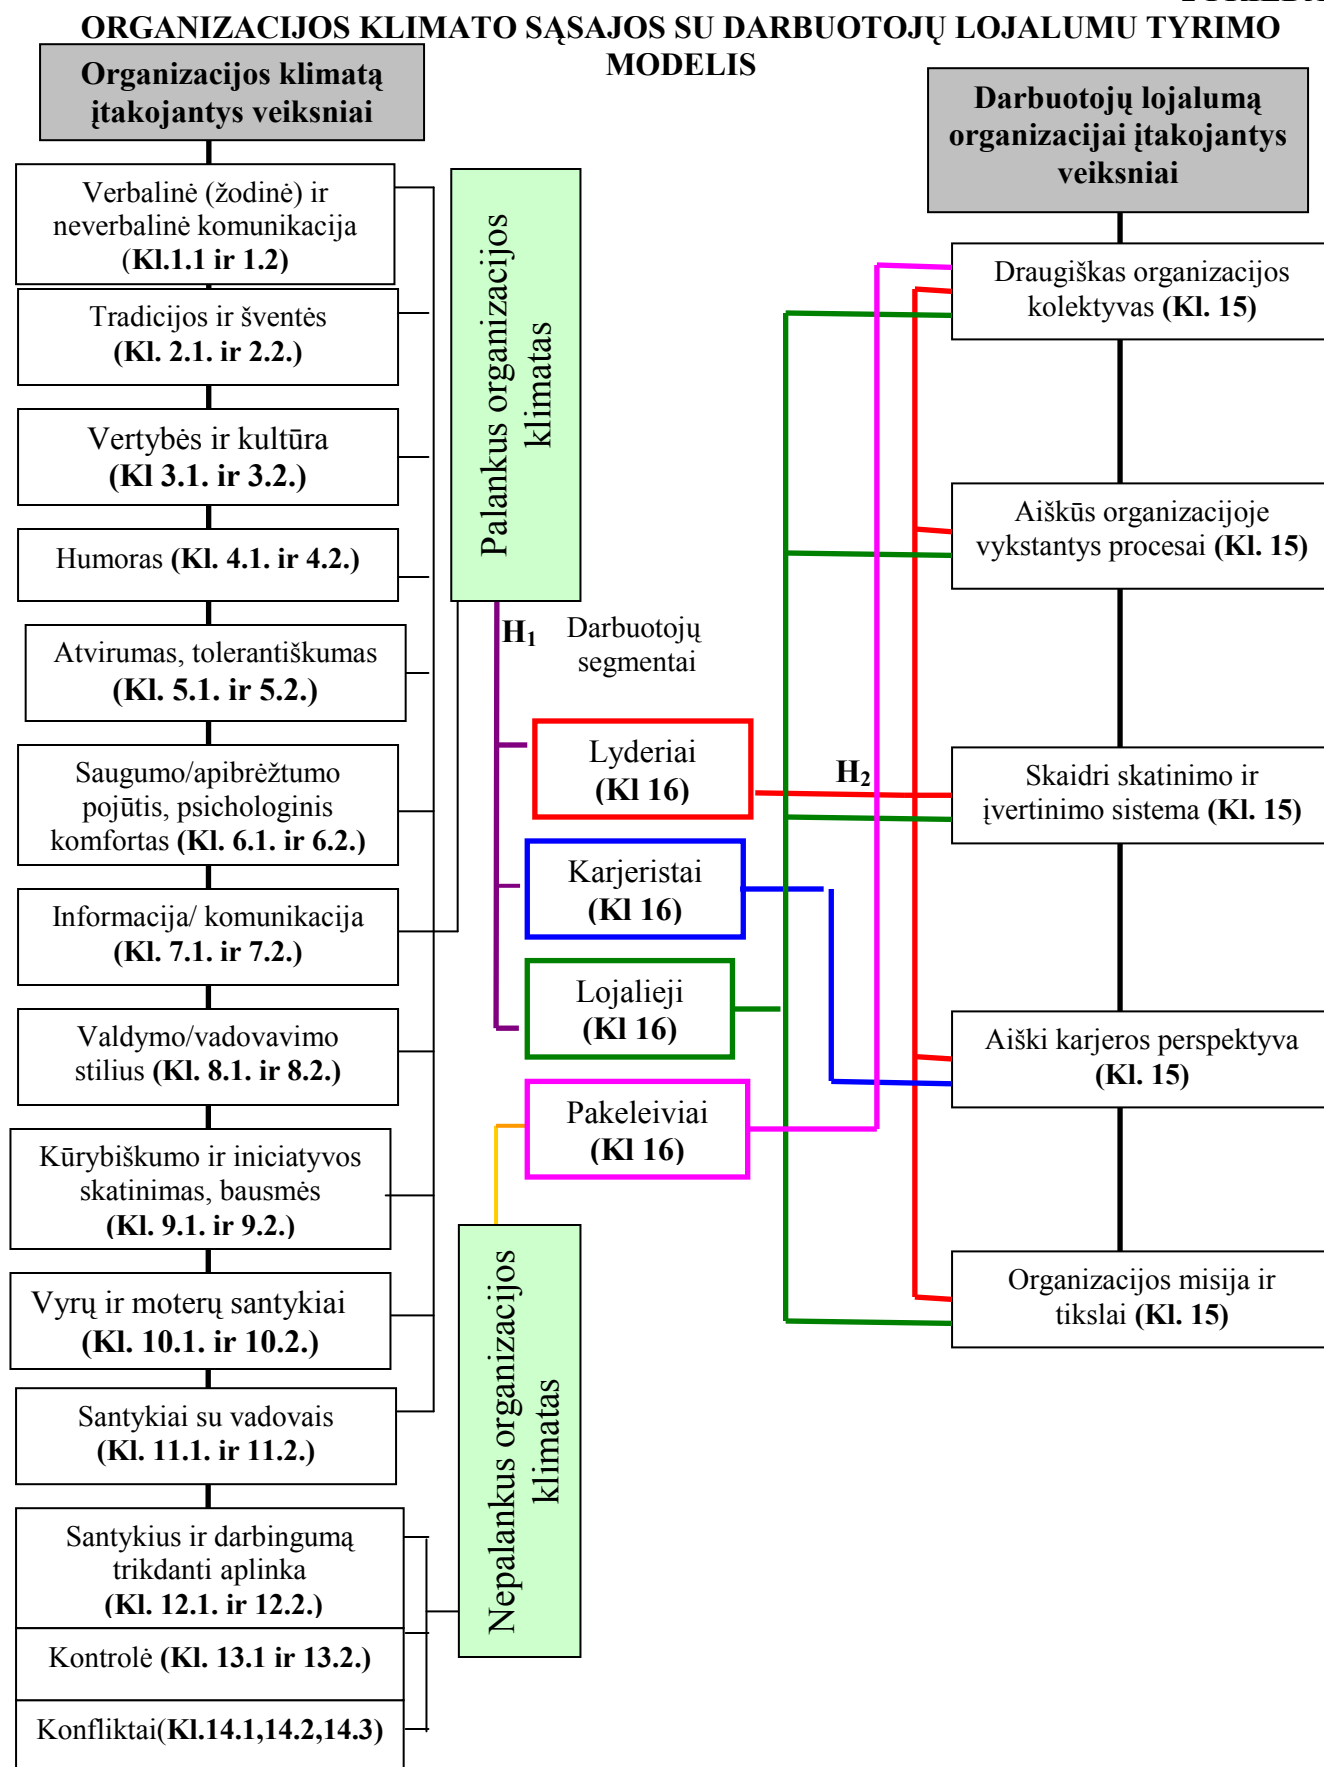 ORGANIZACIJOS KLIMATO SĄSAJOS SU DARBUOTOJŲ LOJALUMU TYRIMO
MODELIS
Organizacijos klimatą
įtakojantys veiksniai
Verbalinė (žodinė) ir
neverbalinė komunikacija
(Kl.1.1 ir 1.2)
Tradicijos ir šventės
(Kl. 2.1. ir 2.2.)
Vertybės ir kultūra
(Kl 3.1. ir 3.2.)
Humoras (Kl. 4.1. ir 4.2.)
Atvirumas, tolerantiškumas
(Kl. 5.1. ir 5.2.)
Saugumo/apibrėžtumo
pojūtis, psichologinis
komfortas (Kl. 6.1. ir 6.2.)
Informacija/ komunikacija
(Kl. 7.1. ir 7.2.)
Valdymo/vadovavimo
stilius (Kl. 8.1. ir 8.2.)
Kūrybiškumo ir iniciatyvos
skatinimas, bausmės
(Kl. 9.1. ir 9.2.)
Vyrų ir moterų santykiai
(Kl. 10.1. ir 10.2.)
Santykiai su vadovais
(Kl. 11.1. ir 11.2.)
Santykius ir darbingumą
trikdanti aplinka
(Kl. 12.1. ir 12.2.)
Kontrolė (Kl. 13.1 ir 13.2.)
Konfliktai(Kl.14.1,14.2,14.3)
Palankus organizacijos
klimatas
H1
Darbuotojų
segmentai
Lyderiai
(Kl 16)
Karjeristai
(Kl 16)
Lojalieji
(Kl 16)
Pakeleiviai
(Kl 16)
Nepalankus organizacijos
klimatas
H2
Darbuotojų lojalumą
organizacijai įtakojantys
veiksniai
Draugiškas organizacijos
kolektyvas (Kl. 15)
Aiškūs organizacijoje
vykstantys procesai (Kl. 15)
Skaidri skatinimo ir
įvertinimo sistema (Kl. 15)
Aiški karjeros perspektyva
(Kl. 15)
Organizacijos misija ir
tikslai (Kl. 15)